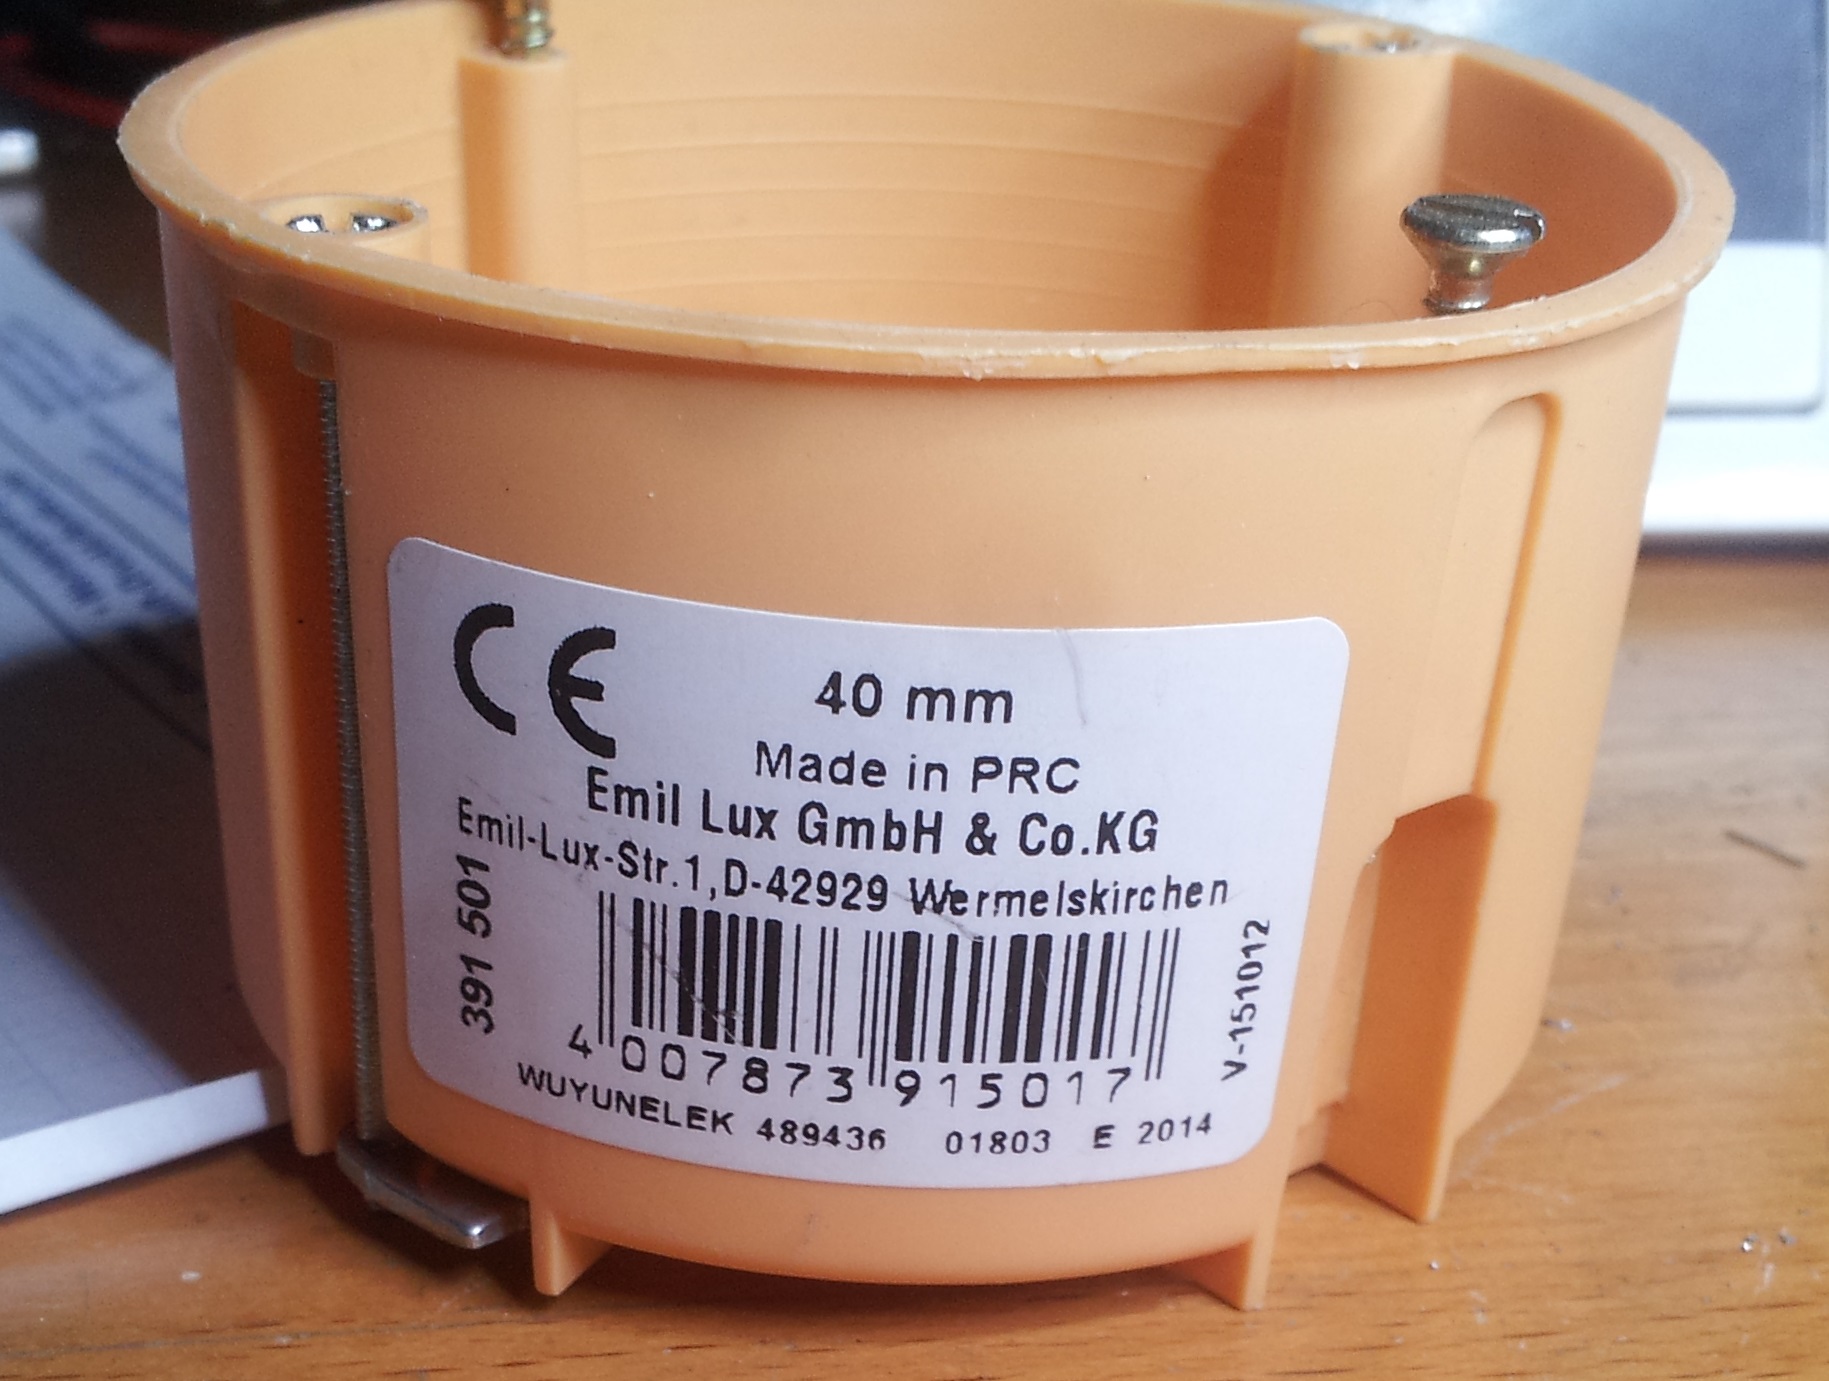 CE
40 mm
Made in PRC
Emil Lux GmbH & Co.KG
Emil-Lux-Str.1,D-42929 Wermelskirchen
391 501
V-151012
4 007873 915017
WUYUNELEK 489436 01803 E 2014